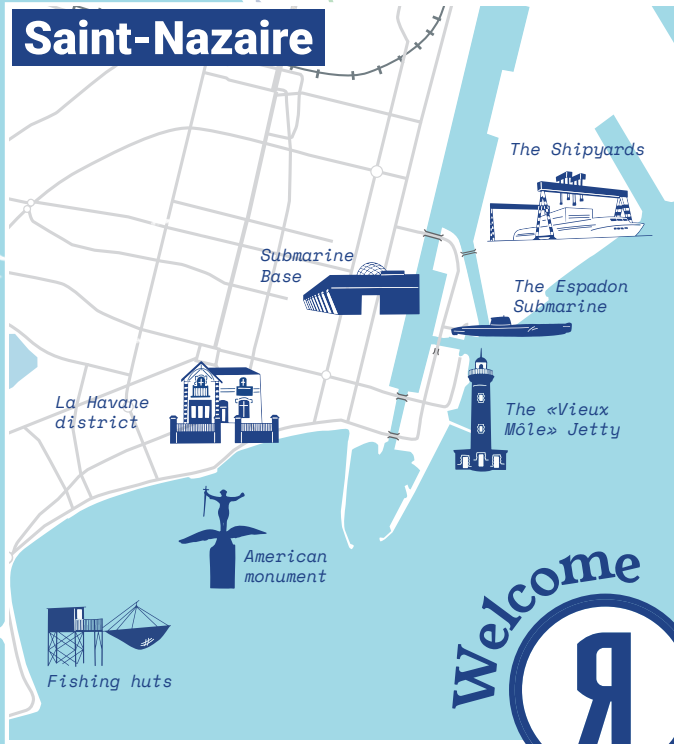 Saint-Nazaire
The Shipyards
Submarine
Base
The Espadon
Submarine
La Havane
district
The «Vieux
Môle» Jetty
American
monument
Fishing huts
Welcome